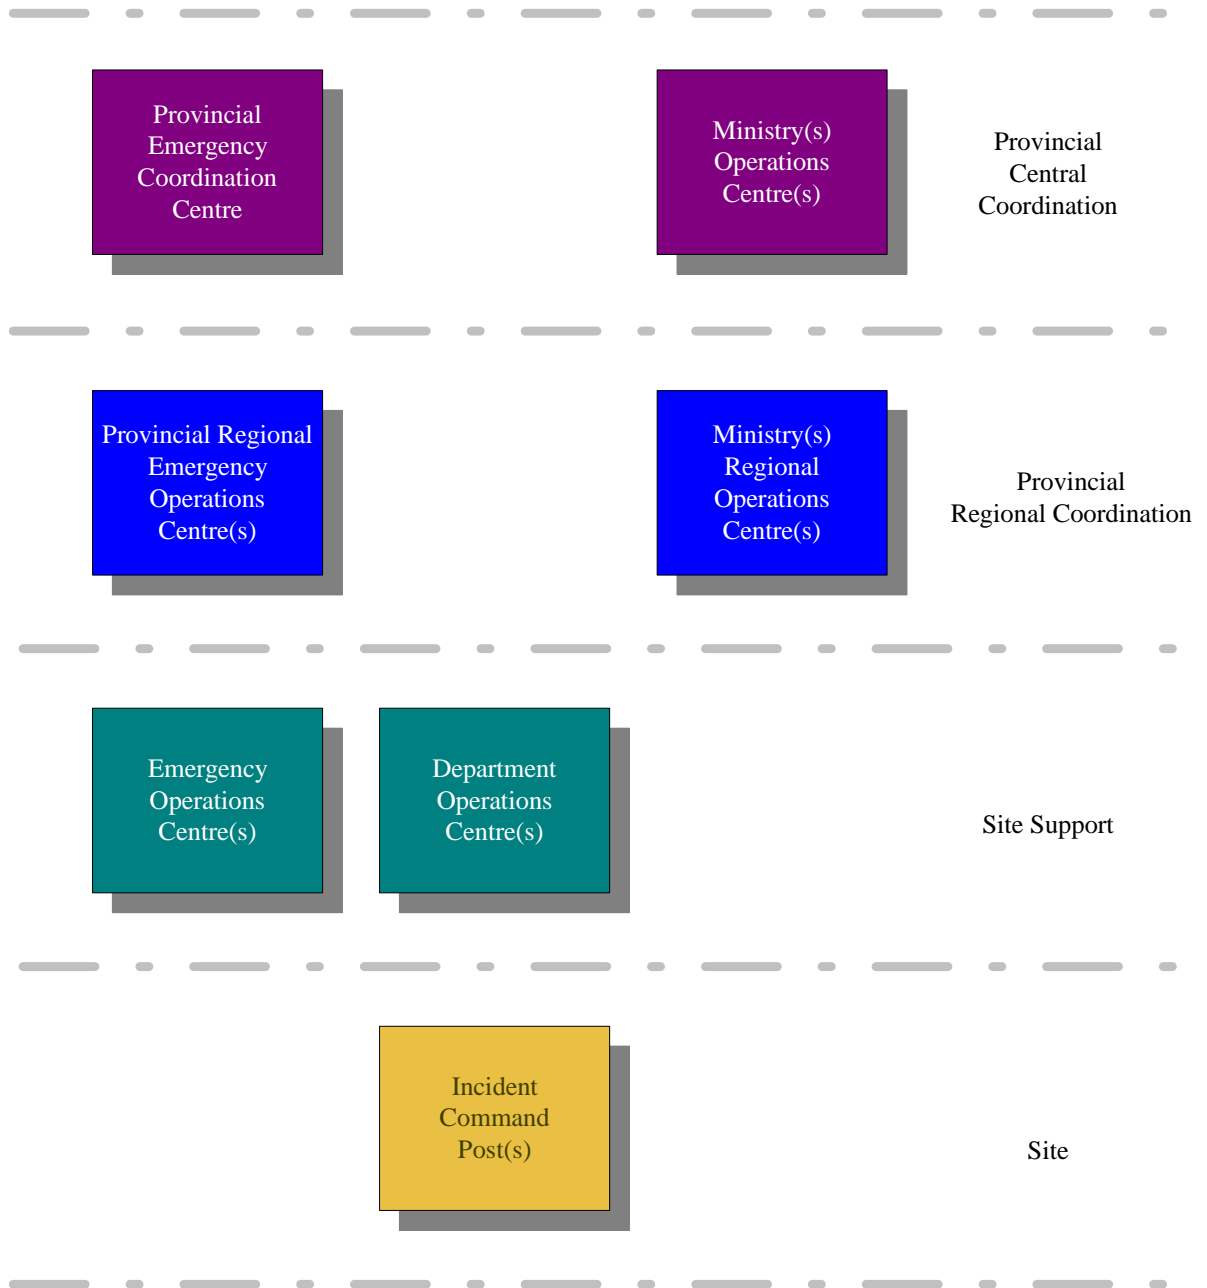 Provincial
Emergency
Coordination
Centre
Ministry(s)
Operations
Centre(s)
Provincial
Central
Coordination
Provincial Regional
Emergency
Operations
Centre(s)
Ministry(s)
Regional
Operations
Centre(s)
Provincial
Regional Coordination
Emergency
Operations
Centre(s)
Department
Operations
Centre(s)
Site Support
Incident
Command
Post(s)
Site